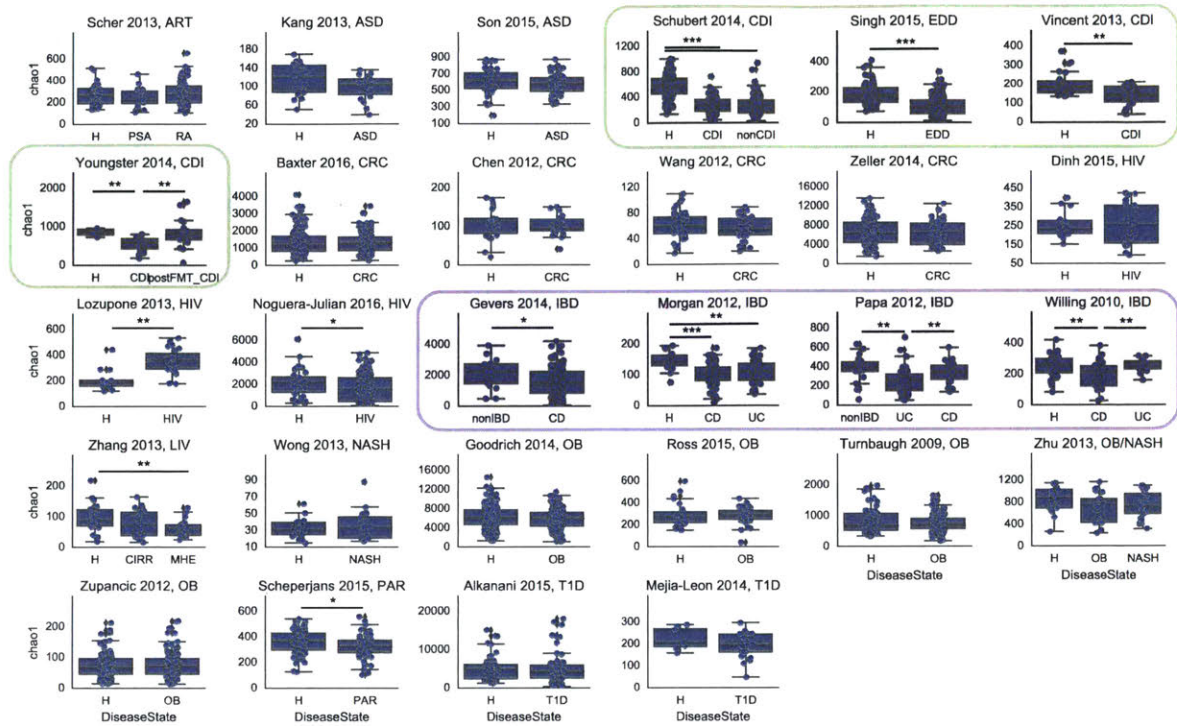 Scher 2013, ART
Kang 2013, ASD
Son 2015, ASD
Schubert 2014, CDI
Singh 2015, EDD
Vincent 2013, CDI
chao1
600
400
200
0
H PSA RA
180
140
100
60
20
H ASD
1100
900
700
500
300
100
H ASD
1200
800
400
0
***
H CDI nonCDI
600
400
200
0
***
H EDD
400
300
200
100
0
**
H CDI
Youngster 2014, CDI
Baxter 2016, CRC
Chen 2012, CRC
Wang 2012, CRC
Zeller 2014, CRC
Dinh 2015, HIV
chao1
2000
1000
0
** **
H CDI postFMT_CDI
4000
3000
2000
1000
0
H CRC
200
100
0
H CRC
120
80
40
0
H CRC
16000
12000
8000
4000
0
H CRC
450
350
250
150
50
H HIV
Lozupone 2013, HIV
Noguera-Julian 2016, HIV
Gevers 2014, IBD
Morgan 2012, IBD
Papa 2012, IBD
Willing 2010, IBD
chao1
600
400
200
0
**
H HIV
6000
4000
2000
0
*
H HIV
4000
2000
0
*
nonIBD CD
200
100
0
**
***
H CD UC
800
600
400
200
0
** **
nonIBD UC CD
400
200
0
** **
H CD UC
Zhang 2013, LIV
Wong 2013, NASH
Goodrich 2014, OB
Ross 2015, OB
Turnbaugh 2009, OB
Zhu 2013, OB/NASH
chao1
200
100
0
**
H CIRR MHE
90
70
50
30
10
H NASH
16000
12000
8000
4000
0
H OB
600
400
200
0
H OB
2000
1000
0
H OB
DiseaseState
1200
800
400
0
H OB NASH
DiseaseState
Zupancic 2012, OB
Scheperjans 2015, PAR
Alkanani 2015, T1D
Mejia-Leon 2014, T1D
chao1
200
100
0
H OB
DiseaseState
600
400
200
0
*
H PAR
DiseaseState
20000
10000
0
H T1D
DiseaseState
300
200
100
0
H T1D
DiseaseState